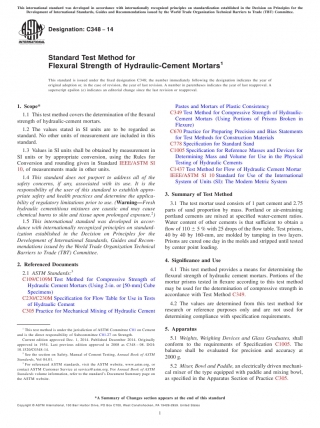 This international standard was developed in accordance with internationally recognized principles on standardization established in the Decision on Principles for the
Development of International Standards, Guides and Recommendations issued by the World Trade Organization Technical Barriers to Trade (TBT) Committee.
Designation: C348 − 14
INTERNATIONAL
Standard Test Method for
Flexural Strength of Hydraulic-Cement Mortars1
This standard is issued under the fixed designation C348; the number immediately following the designation indicates the year of
original adoption or, in the case of revision, the year of last revision. A number in parentheses indicates the year of last reapproval. A
superscript epsilon (ε) indicates an editorial change since the last revision or reapproval.
1. Scope*
1.1 This test method covers the determination of the flexural
strength of hydraulic-cement mortars.
1.2 The values stated in SI units are to be regarded as
standard. No other units of measurement are included in this
standard.
1.3 Values in SI units shall be obtained by measurement in
SI units or by appropriate conversion, using the Rules for
Conversion and rounding given in Standard IEEE/ASTM SI
10, of measurements made in other units.
1.4 This standard does not purport to address all of the
safety concerns, if any, associated with its use. It is the
responsibility of the user of this standard to establish appro-
priate safety and health practices and determine the applica-
bility of regulatory limitations prior to use. (Warning—Fresh
hydraulic cementitious mixtures are caustic and may cause
chemical burns to skin and tissue upon prolonged exposure.2)
1.5 This international standard was developed in accor-
dance with internationally recognized principles on standard-
ization established in the Decision on Principles for the
Development of International Standards, Guides and Recom-
mendations issued by the World Trade Organization Technical
Barriers to Trade (TBT) Committee.
2. Referenced Documents
2.1 ASTM Standards:3
C109/C109M Test Method for Compressive Strength of
Hydraulic Cement Mortars (Using 2-in. or [50-mm] Cube
Specimens)
C230/C230M Specification for Flow Table for Use in Tests
of Hydraulic Cement
C305 Practice for Mechanical Mixing of Hydraulic Cement
1 This test method is under the jurisdiction of ASTM Committee C01 on Cement
and is the direct responsibility of Subcommittee C01.27 on Strength.
Current edition approved Dec. 1, 2014. Published December 2014. Originally
approved in 1954. Last previous edition approved in 2008 as C348 – 08. DOI:
10.1520/C0348-14.
2 See the section on Safety, Manual of Cement Testing, Annual Book of ASTM
Standards, Vol 04.01.
3 For referenced ASTM standards, visit the ASTM website, www.astm.org, or
contact ASTM Customer Service at service@astm.org. For Annual Book of ASTM
Standards volume information, refer to the standard's Document Summary page on
the ASTM website.
Pastes and Mortars of Plastic Consistency
C349 Test Method for Compressive Strength of Hydraulic-
Cement Mortars (Using Portions of Prisms Broken in
Flexure)
C670 Practice for Preparing Precision and Bias Statements
for Test Methods for Construction Materials
C778 Specification for Standard Sand
C1005 Specification for Reference Masses and Devices for
Determining Mass and Volume for Use in the Physical
Testing of Hydraulic Cements
C1437 Test Method for Flow of Hydraulic Cement Mortar
IEEE/ASTM SI 10 Standard for Use of the International
System of Units (SI): The Modern Metric System
3. Summary of Test Method
3.1 The test mortar used consists of 1 part cement and 2.75
parts of sand proportion by mass. Portland or air-entraining
portland cements are mixed at specified water-cement ratios.
Water content of other cements is that sufficient to obtain a
flow of 110 ± 5 % with 25 drops of the flow table. Test prisms,
40 by 40 by 160-mm, are molded by tamping in two layers.
Prisms are cured one day in the molds and stripped until tested
by center point loading.
4. Significance and Use
4.1 This test method provides a means for determining the
flexural strength of hydraulic cement mortars. Portions of the
mortar prisms tested in flexure according to this test method
may be used for the determination of compressive strength in
accordance with Test Method C349.
4.2 The values are determined from this test method for
research or reference purposes only and are not used for
determining compliance with specification requirements.
5. Apparatus
5.1 Weights, Weighing Devices and Glass Graduates, shall
conform to the requirements of Specification C1005. The
balance shall be evaluated for precision and accuracy at
2000 g.
5.2 Mixer, Bowl and Paddle, an electrically driven mechani-
cal mixer of the type equipped with paddle and mixing bowl,
as specified in the Apparatus Section of Practice C305.
*A Summary of Changes section appears at the end of this standard
Copyright © ASTM International, 100 Barr Harbor Drive, PO Box C700, West Conshohocken, PA 19428-2959. United States
1